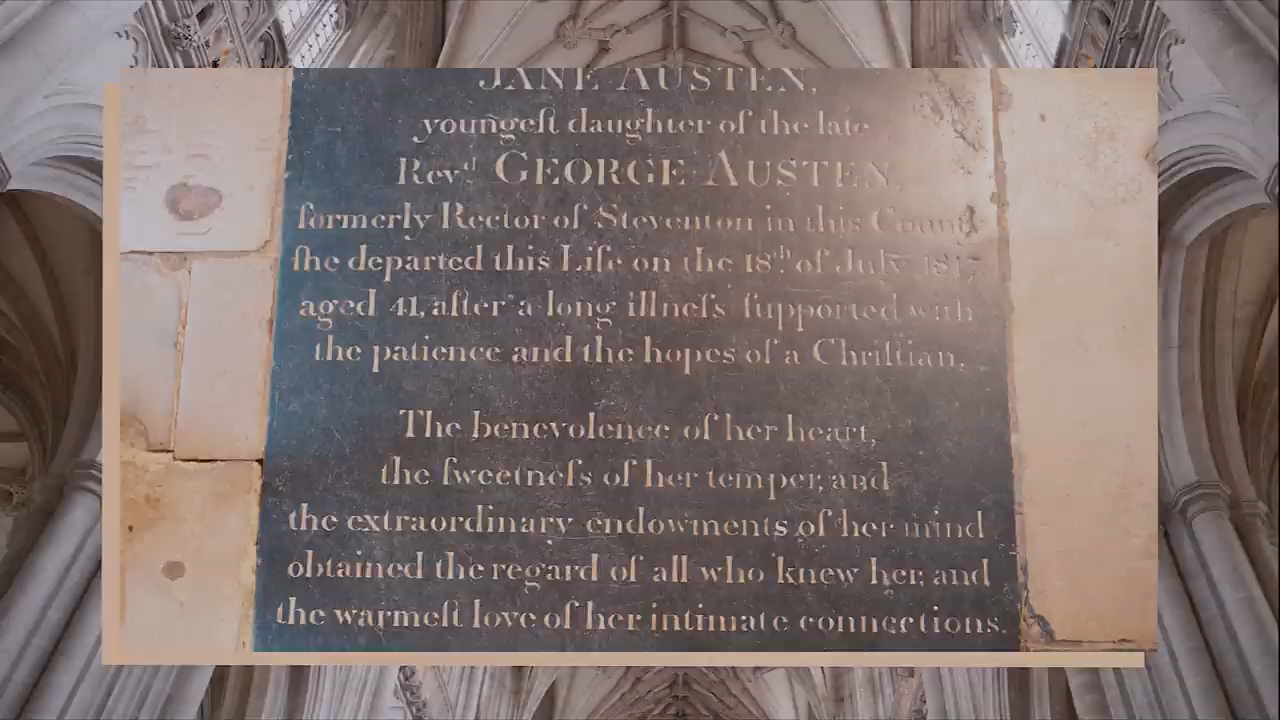 JANE AUSTEN,
youngeſt daughter of the late
Revᵈ GEORGE AUSTEN,
formerly Rector of Steventon in this County
ſhe departed this Life on the 18ᵗʰ of July 1817,
aged 41, after a long illneſs ſupported with
the patience and the hopes of a Chriſtian.
The benevolence of her heart,
the ſweetneſs of her temper, and
the extraordinary endowments of her mind
obtained the regard of all who knew her, and
the warmeſt love of her intimate connections.